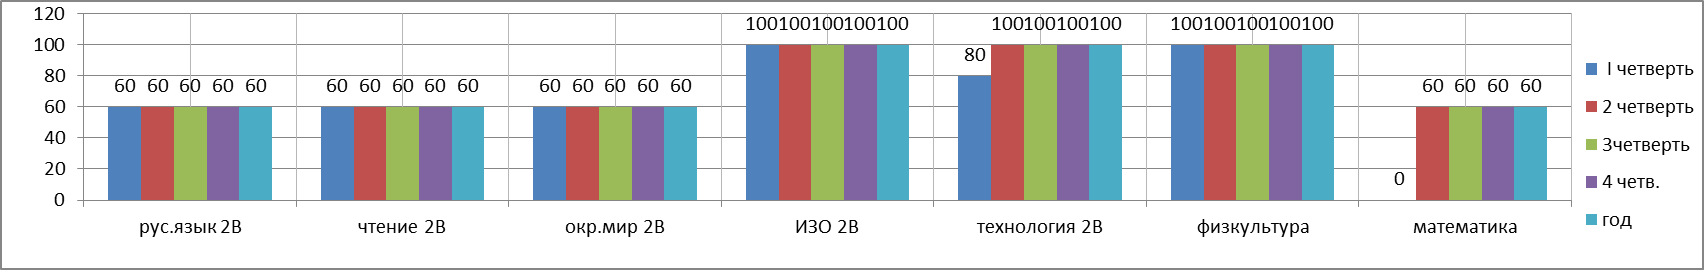 120
100
80
60
40
20
0
60 60 60 60 60
60 60 60 60 60
60 60 60 60 60
100100100100100
80
100100100100
100100100100100
0
60 60 60 60
рус.язык 2В
чтение 2В
окр.мир 2В
ИЗО 2В
технология 2В
физкультура
математика
I четверть
2 четверть
3четверть
4 четв.
год